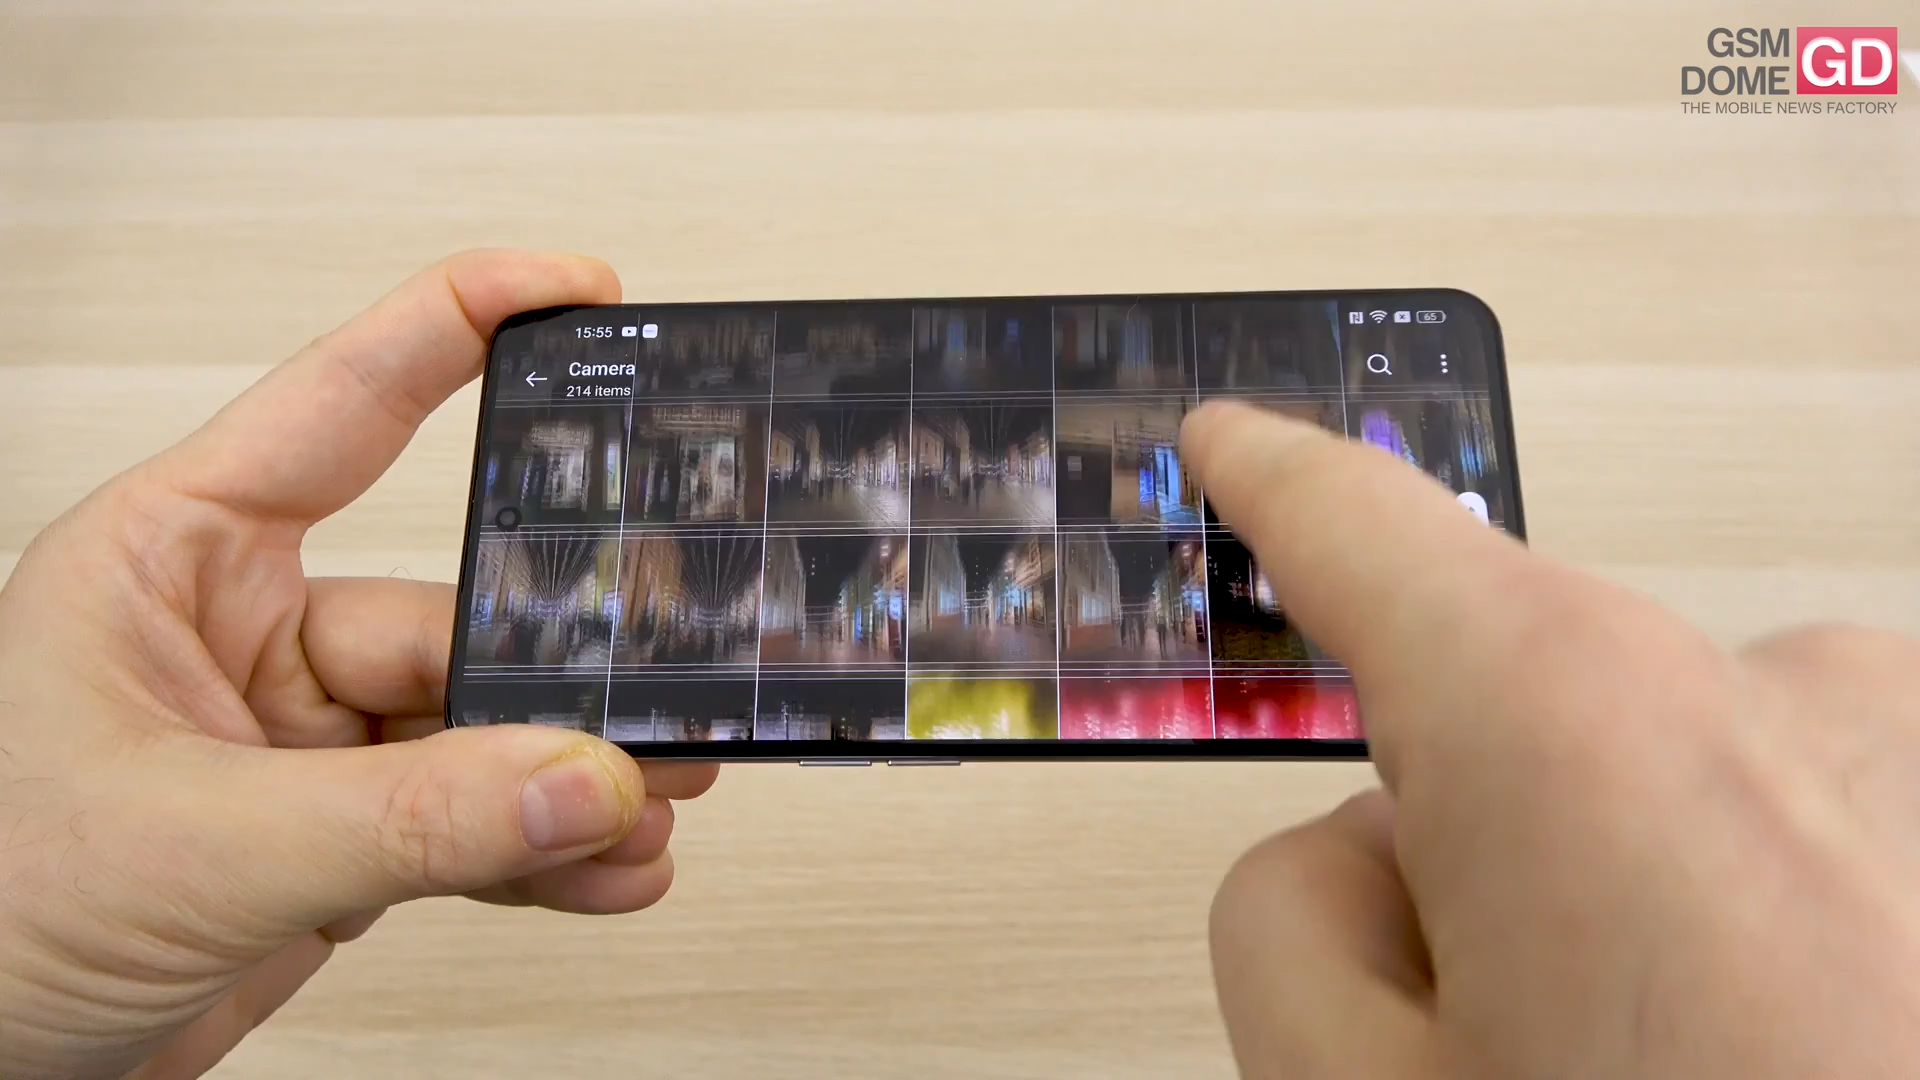 GSM
DOME
GD
THE MOBILE NEWS FACTORY
15:55
65
Camera
214 items